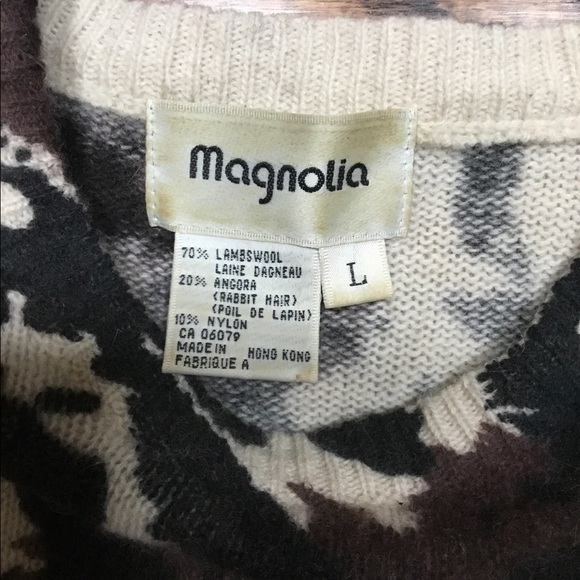 magnolia
70% LAMBSWOOL
LAINE DAGNEAU
20% ANGORA
(RABBIT HAIR)
(POIL DE LAPIN)
10% NYLON
CA 06079
MADE IN HONG KONG
FABRIQUE A
L